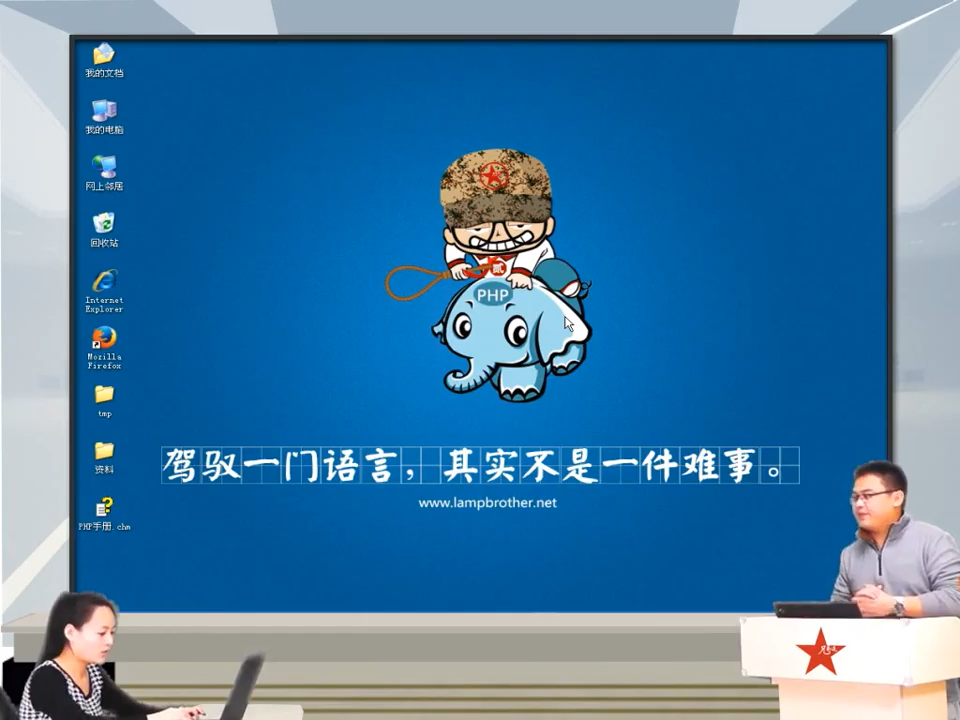 我的文档
我的电脑
网上邻居
回收站
Internet
Explorer
Mozilla
Firefox
tmp
资料
PHP手册.chm
贰
PHP
驾驭一门语言，其实不是一件难事。
www.lampbrother.net